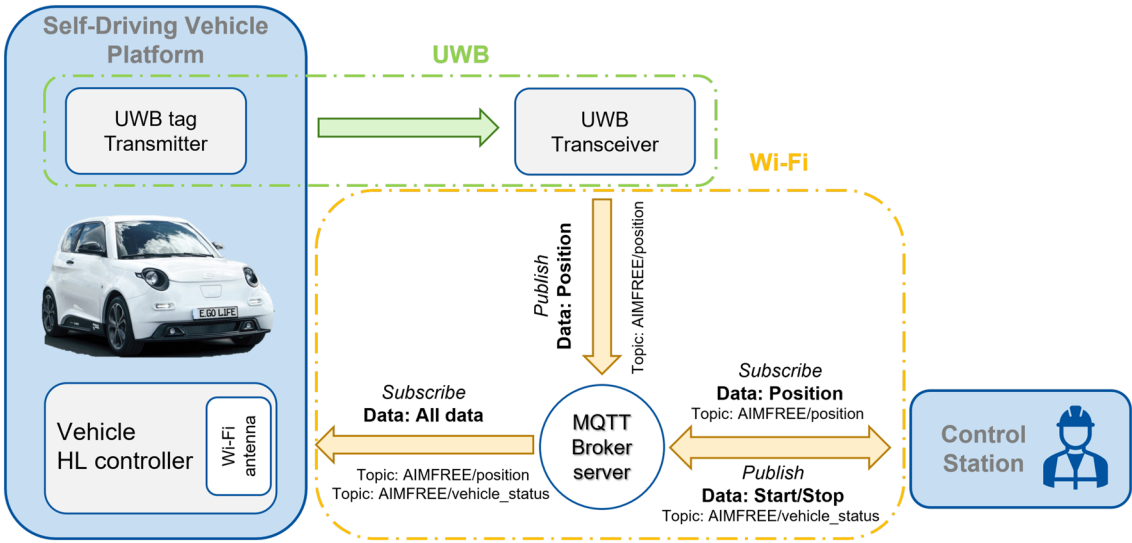 Self-Driving Vehicle
Platform
UWB
UWB tag
Transmitter
UWB
Transceiver
Wi-Fi
Publish
Data: Position
Topic: AIMFREE/position
E.GO LIFE
Vehicle
HL controller
Wi-Fi
antenna
Subscribe
Data: All data
Topic: AIMFREE/position
Topic: AIMFREE/vehicle_status
MQTT
Broker
server
Subscribe
Data: Position
Topic: AIMFREE/position
Publish
Data: Start/Stop
Topic: AIMFREE/vehicle_status
Control
Station